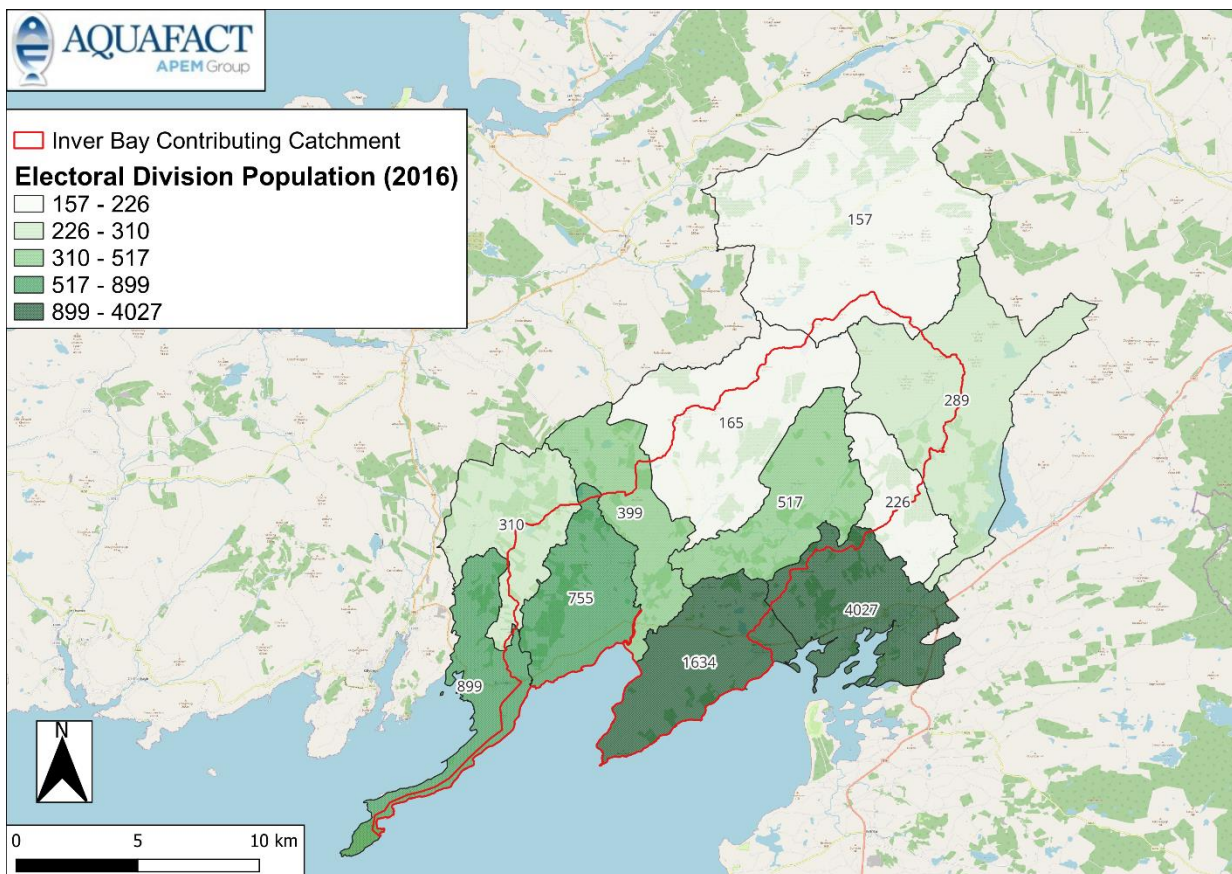 AQUAFACT
APEM Group
Inver Bay Contributing Catchment
Electoral Division Population (2016)
157 - 226
226 - 310
310 - 517
517 - 899
899 - 4027
157
289
165
517
226
399
310
755
4027
1634
899
N
0 5 10 km